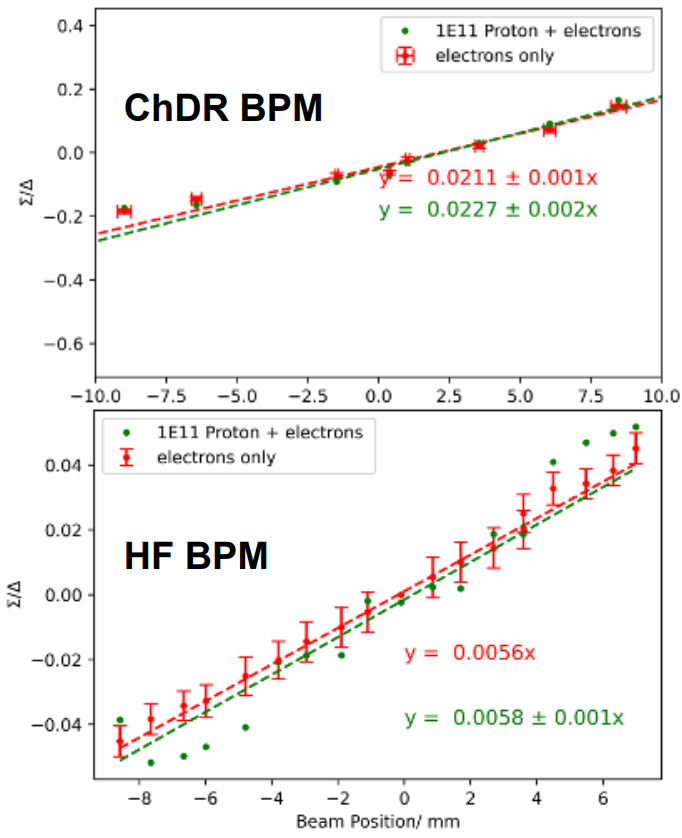 0.4
1E11 Proton + electrons
electrons only
0.2
ChDR BPM
0.0
y = 0.0211 ± 0.001x
Σ/Δ
−0.2
y = 0.0227 ± 0.002x
−0.4
−0.6
−10.0 −7.5 −5.0 −2.5 0.0 2.5 5.0 7.5 10.0
1E11 Proton + electrons
electrons only
0.04
0.02
HF BPM
0.00
Σ/Δ
y = 0.0056x
−0.02
y = 0.0058 ± 0.001x
−0.04
−8 −6 −4 −2 0 2 4 6
Beam Position/ mm